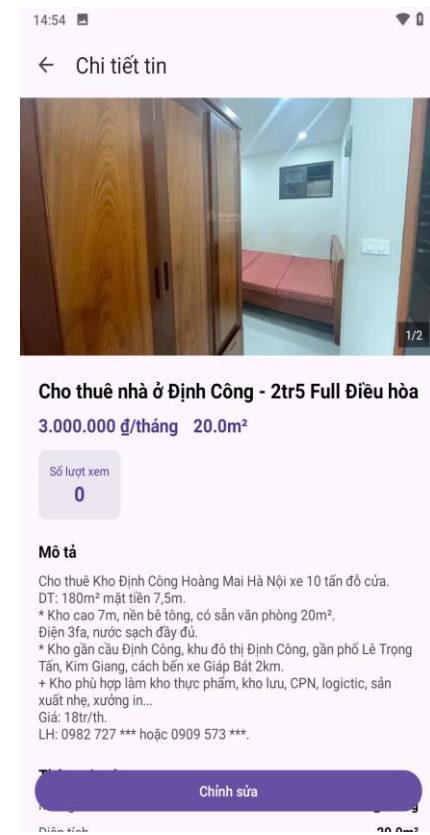 14:54
Chi tiết tin
1/2
Cho thuê nhà ở Định Công - 2tr5 Full Điều hòa
3.000.000 ₫/tháng 20.0m²
Số lượt xem
0
Mô tả
Cho thuê Kho Định Công Hoàng Mai Hà Nội xe 10 tấn đỗ cửa.
DT: 180m² mặt tiền 7,5m.
* Kho cao 7m, nền bê tông, có sẵn văn phòng 20m².
Điện 3fa, nước sạch đầy đủ.
* Kho gần cầu Định Công, khu đô thị Định Công, gần phố Lê Trọng
Tấn, Kim Giang, cách bến xe Giáp Bát 2km.
+ Kho phù hợp làm kho thực phẩm, kho lưu, CPN, logictic, sản
xuất nhẹ, xưởng in...
Giá: 18tr/th.
LH: 0982 727 *** hoặc 0909 573 ***.
Chỉnh sửa
Diện tích 20.0m²